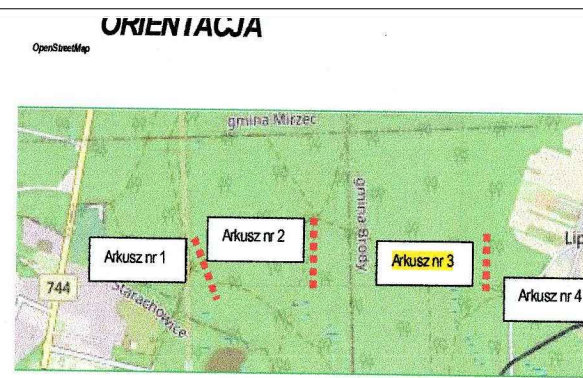 ORIENTACJA
OpenStreetMap
gmina Mirzec
gmina Brody
Arkusz nr 1
Arkusz nr 2
Arkusz nr 3
Arkusz nr 4
Lip
744
Starachowice